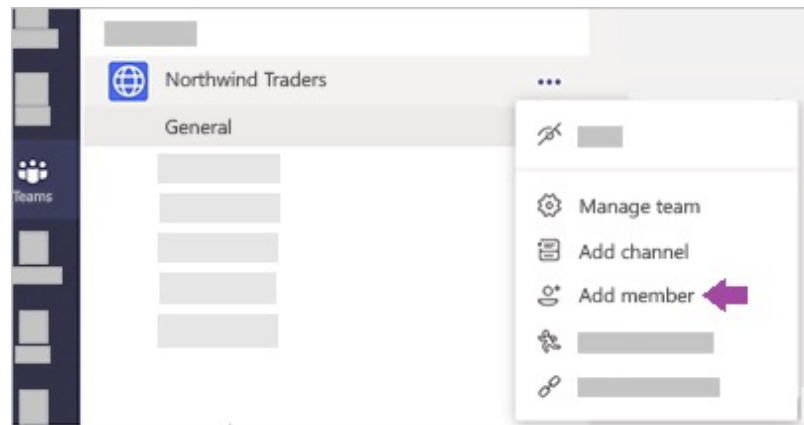 Northwind Traders
...
General
Teams
Manage team
Add channel
Add member